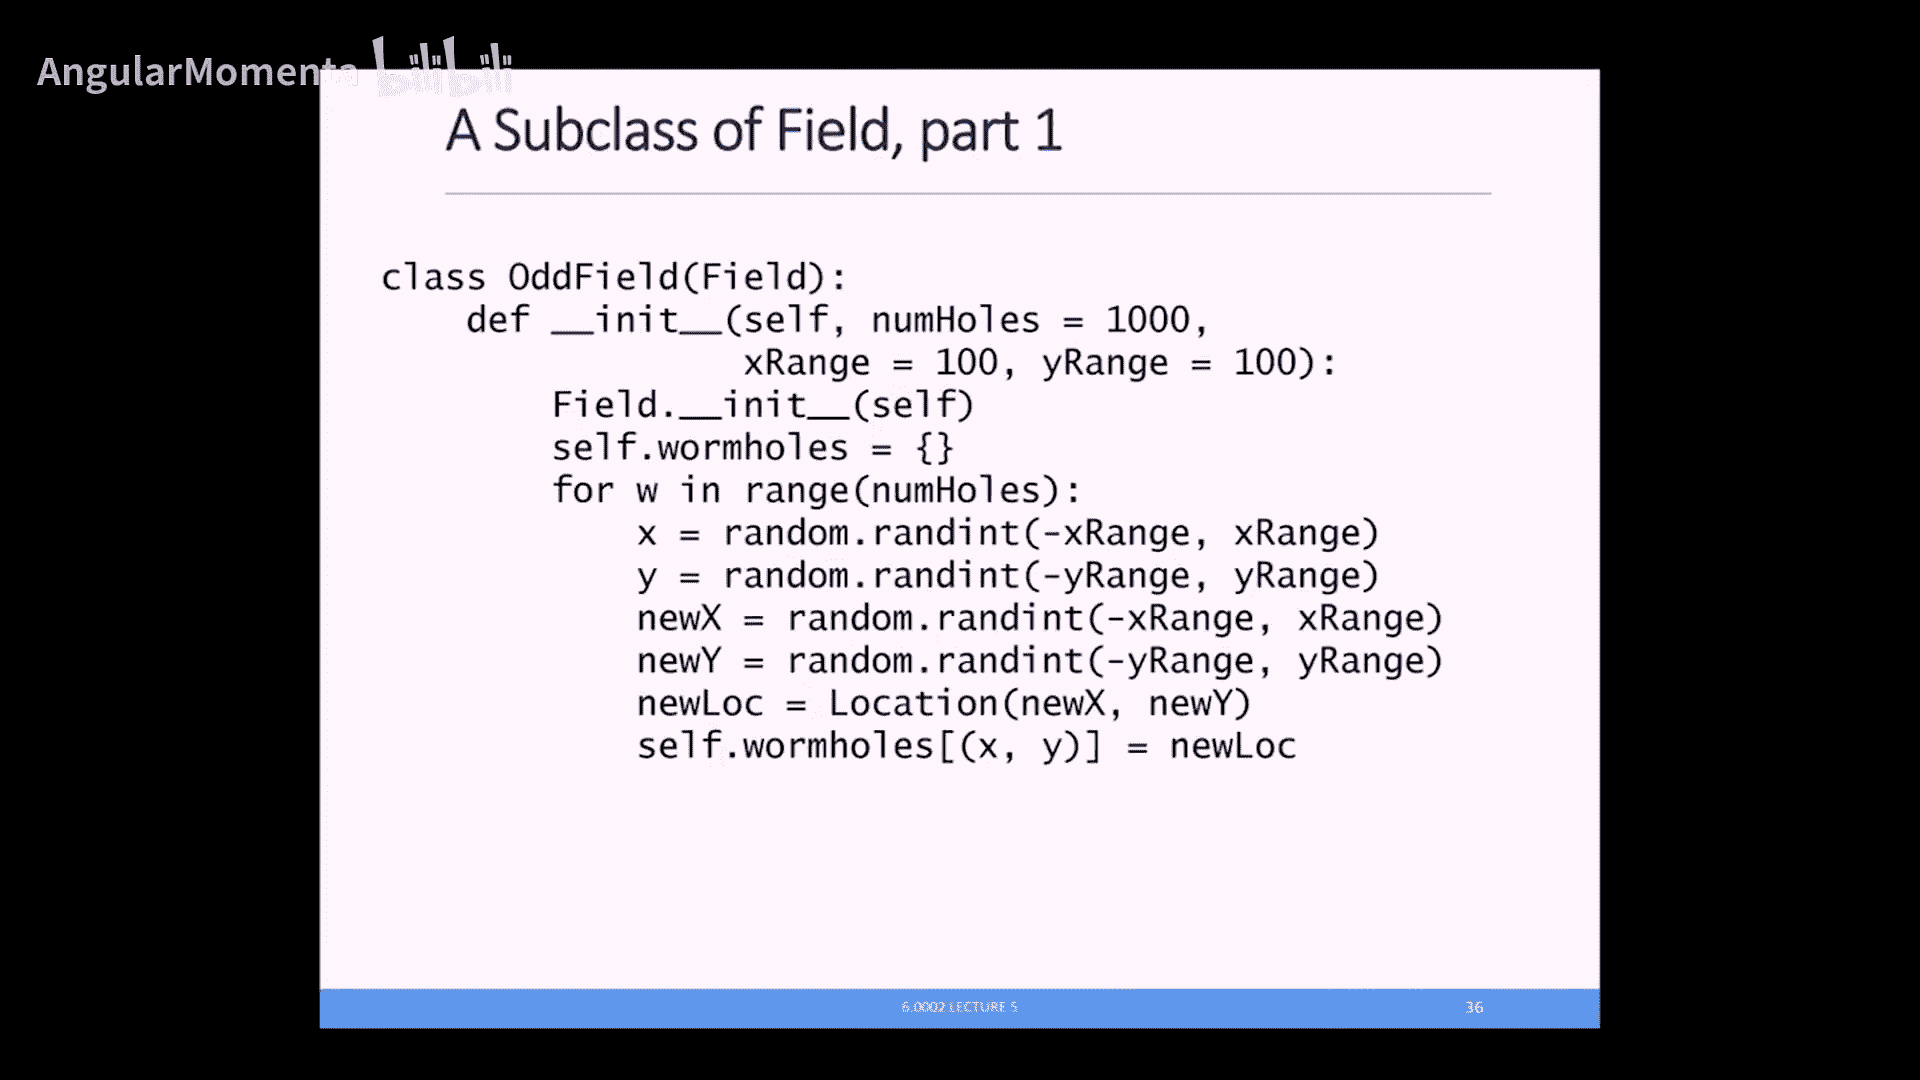 AngularMomenta bilibili
A Subclass of Field, part 1
class OddField(Field):
    def __init__(self, numHoles = 1000,
                 xRange = 100, yRange = 100):
        Field.__init__(self)
        self.wormholes = {}
        for w in range(numHoles):
            x = random.randint(-xRange, xRange)
            y = random.randint(-yRange, yRange)
            newX = random.randint(-xRange, xRange)
            newY = random.randint(-yRange, yRange)
            newLoc = Location(newX, newY)
            self.wormholes[(x, y)] = newLoc
6.0002 LECTURE 5
36